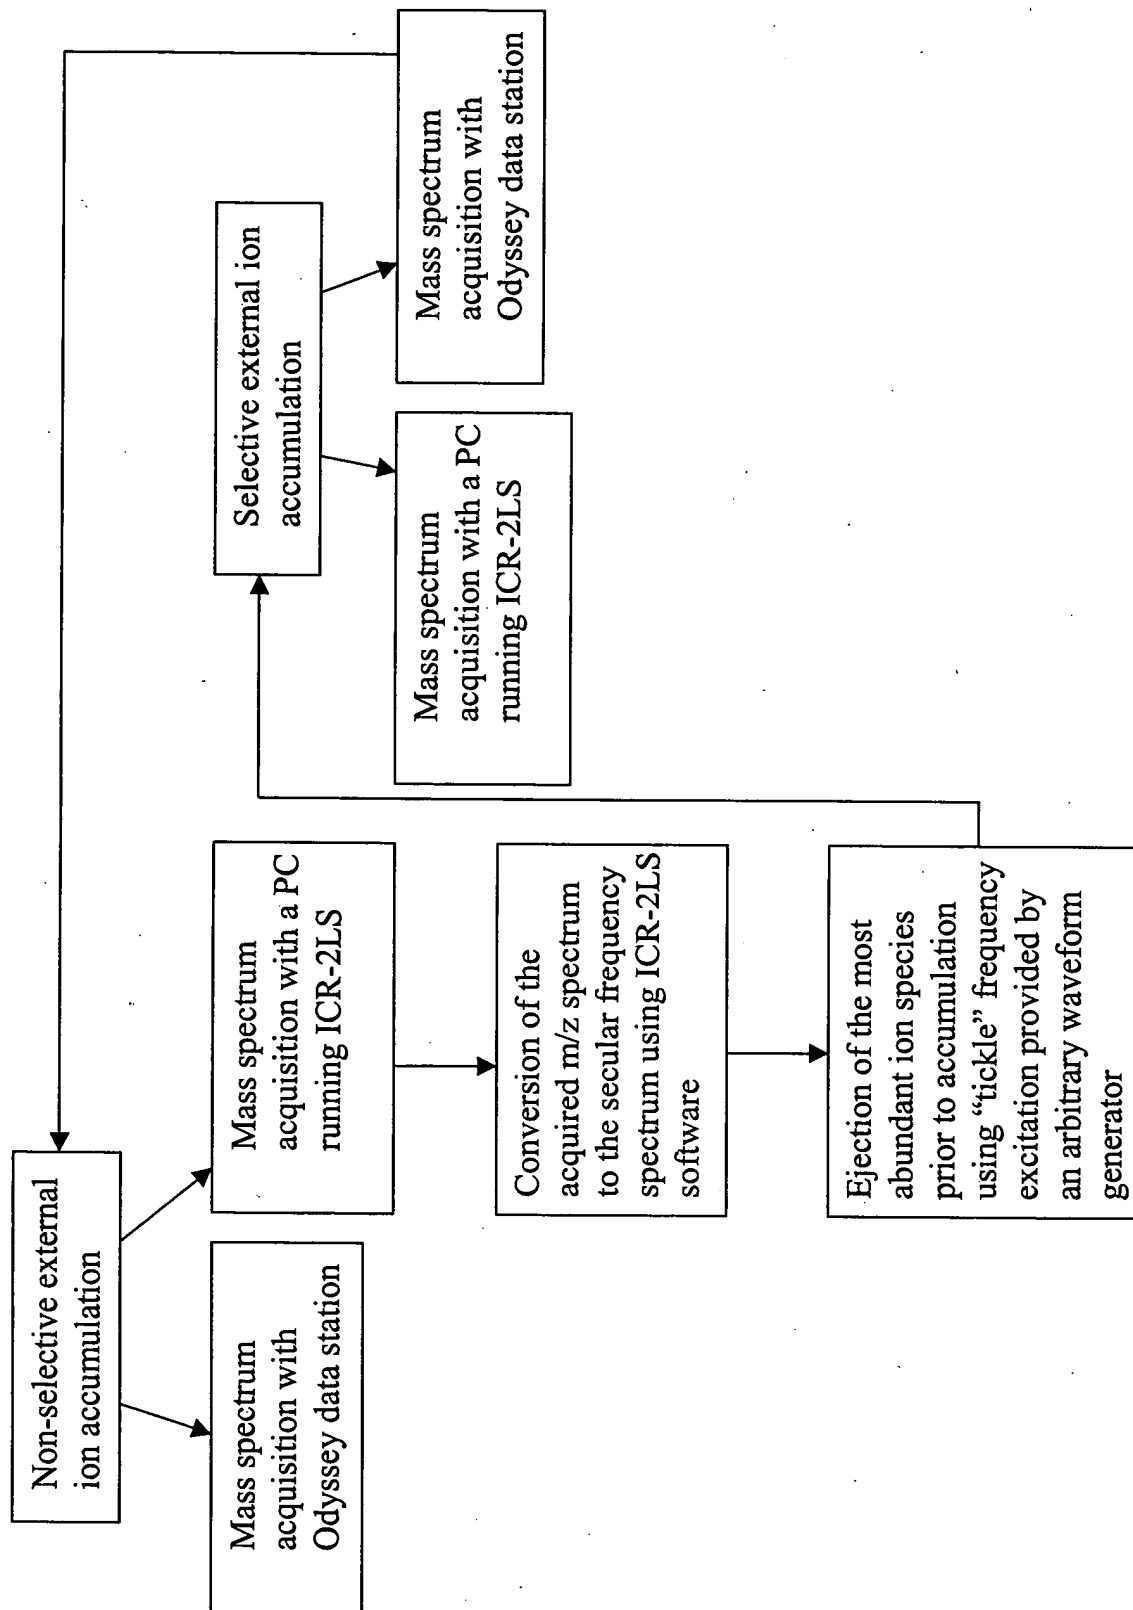 Non-selective external
ion accumulation
Mass spectrum
acquisition with
Odyssey data station
Mass spectrum
acquisition with a PC
running ICR-2LS
Conversion of the
acquired m/z spectrum
to the secular frequency
spectrum using ICR-2LS
software
Ejection of the most
abundant ion species
prior to accumulation
using “tickle” frequency
excitation provided by
an arbitrary waveform
generator
Selective external ion
accumulation
Mass spectrum
acquisition with a PC
running ICR-2LS
Mass spectrum
acquisition with
Odyssey data station